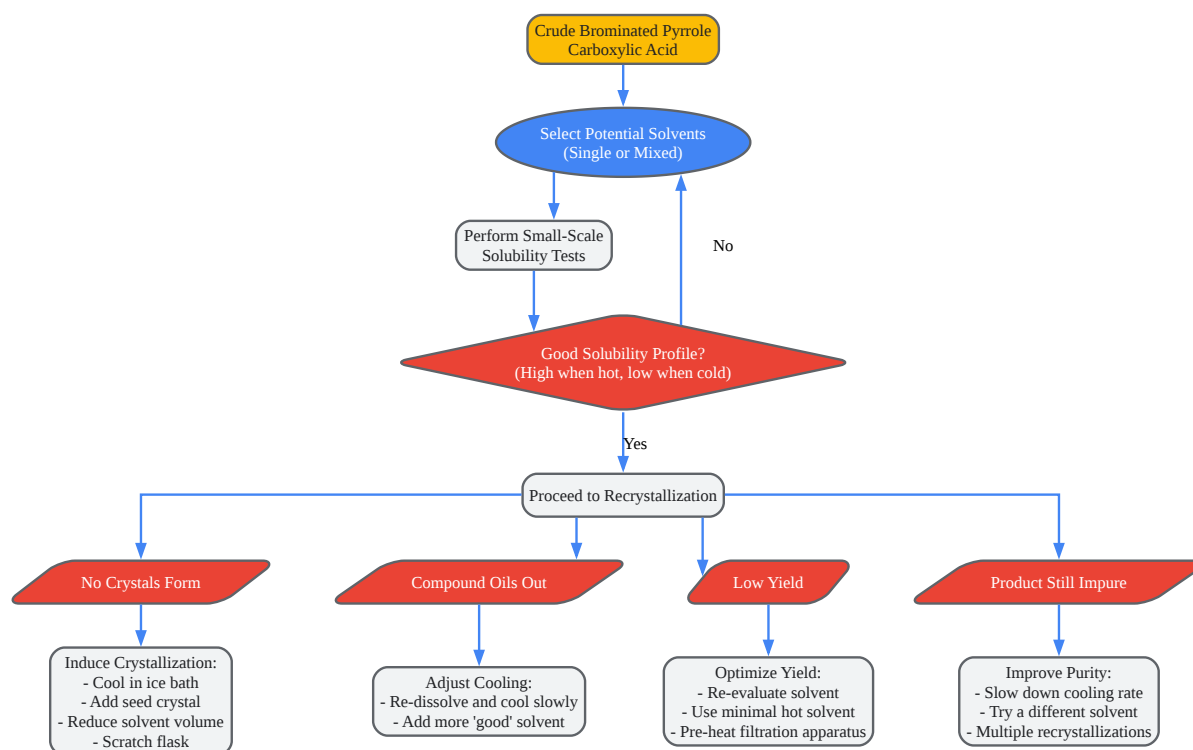 Crude Brominated Pyrrole
Carboxylic Acid
Select Potential Solvents
(Single or Mixed)
Perform Small-Scale
Solubility Tests
No
Good Solubility Profile?
(High when hot, low when cold)
Yes
Proceed to Recrystallization
No Crystals Form
Compound Oils Out
Low Yield
Product Still Impure
Induce Crystallization:
- Cool in ice bath
- Add seed crystal
- Reduce solvent volume
- Scratch flask
Adjust Cooling:
- Re-dissolve and cool slowly
- Add more 'good' solvent
Optimize Yield:
- Re-evaluate solvent
- Use minimal hot solvent
- Pre-heat filtration apparatus
Improve Purity:
- Slow down cooling rate
- Try a different solvent
- Multiple recrystallizations